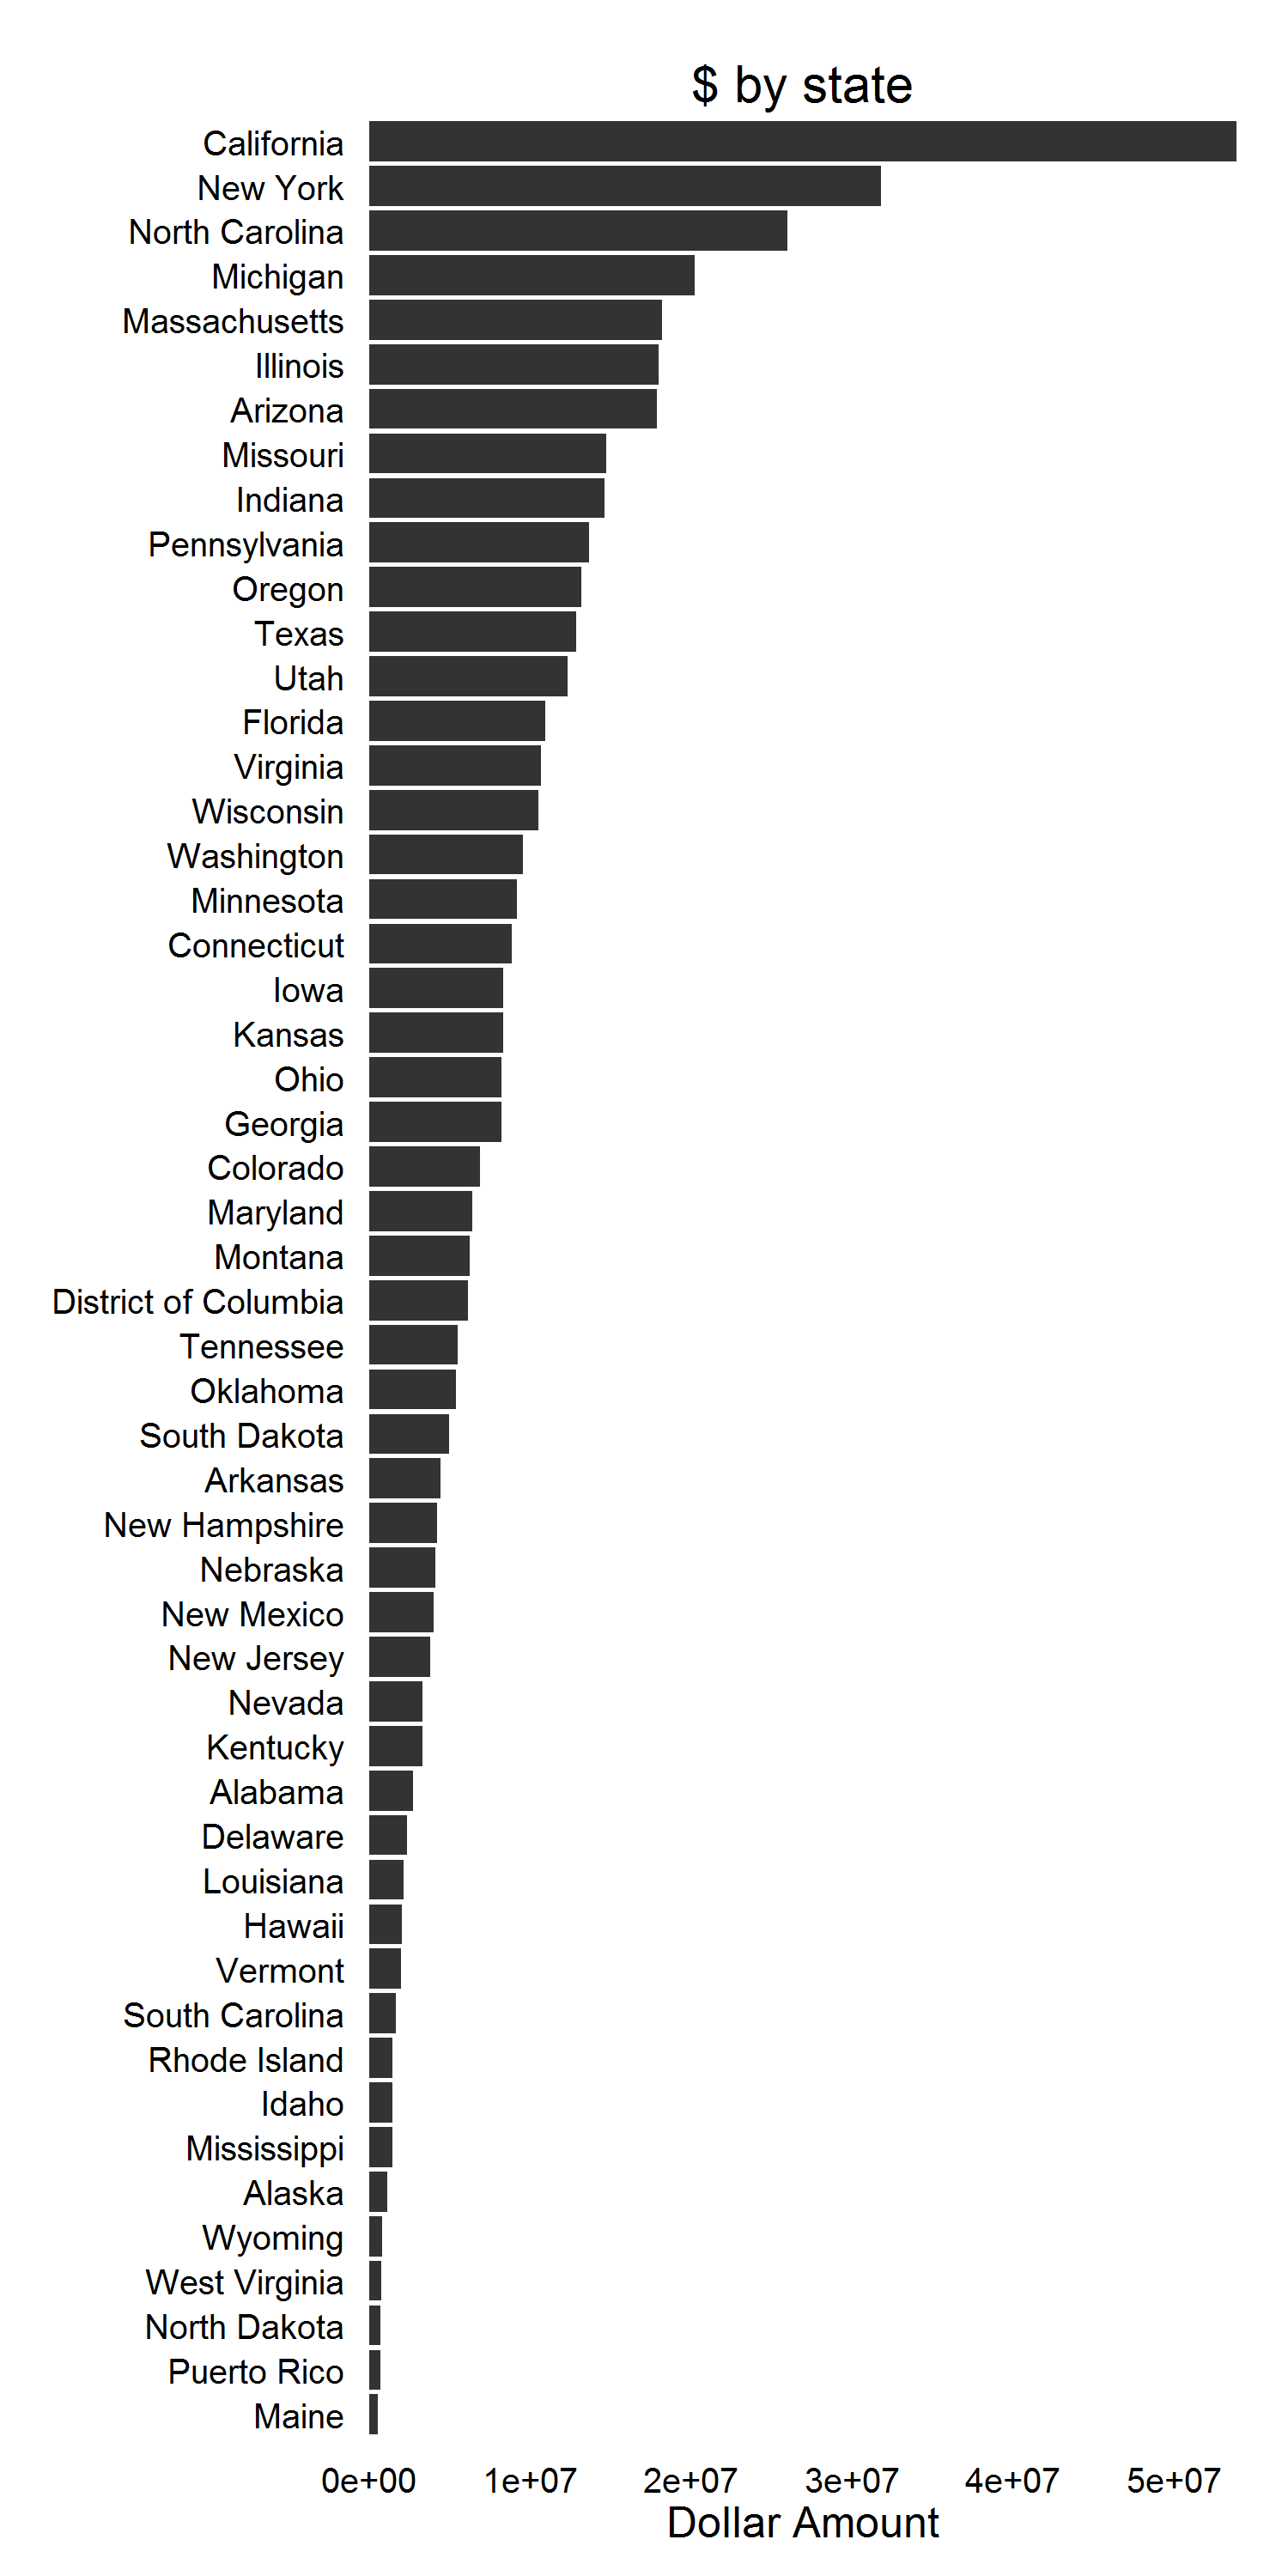 $ by state
California
New York
North Carolina
Michigan
Massachusetts
Illinois
Arizona
Missouri
Indiana
Pennsylvania
Oregon
Texas
Utah
Florida
Virginia
Wisconsin
Washington
Minnesota
Connecticut
Iowa
Kansas
Ohio
Georgia
Colorado
Maryland
Montana
District of Columbia
Tennessee
Oklahoma
South Dakota
Arkansas
New Hampshire
Nebraska
New Mexico
New Jersey
Nevada
Kentucky
Alabama
Delaware
Louisiana
Hawaii
Vermont
South Carolina
Rhode Island
Idaho
Mississippi
Alaska
Wyoming
West Virginia
North Dakota
Puerto Rico
Maine
0e+00 1e+07 2e+07 3e+07 4e+07 5e+07
Dollar Amount